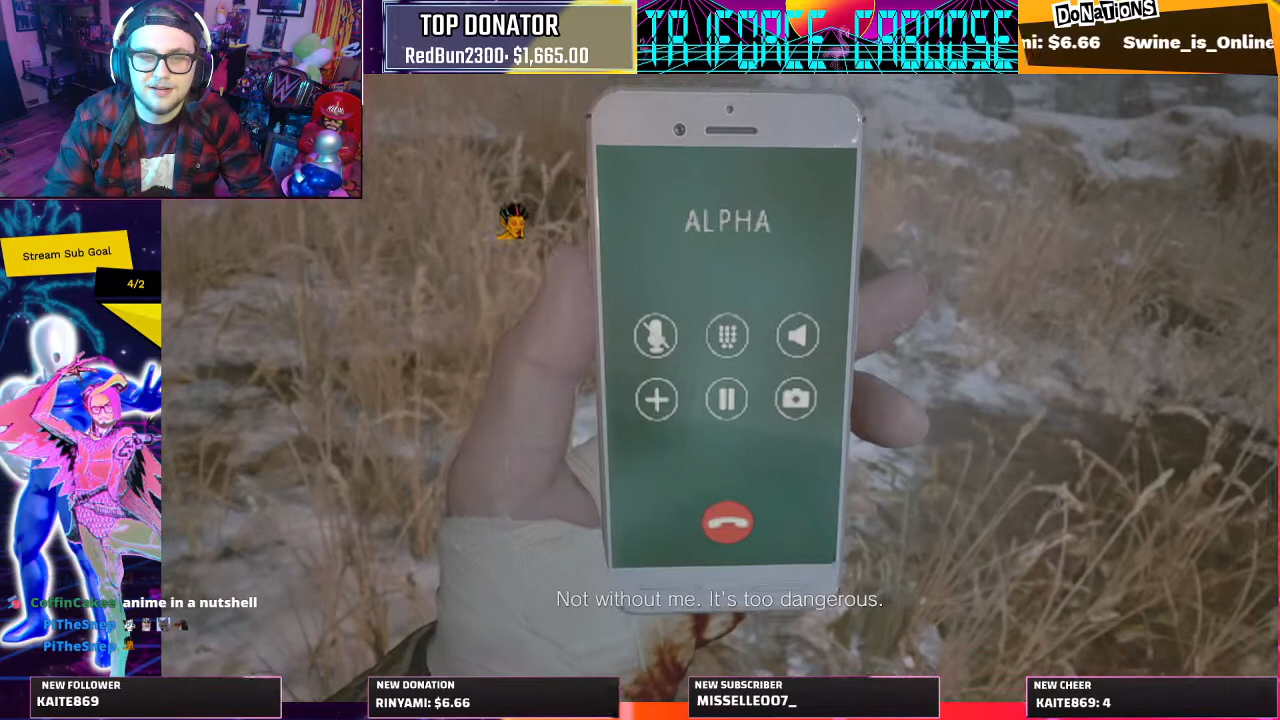 TOP DONATOR
RedBun2300: $1,665.00
TRIFORCE CABOOSE
DONATIONS
ni: $6.66 Swine_is_Online
Stream Sub Goal
4/2
ALPHA
Not without me. It's too dangerous.
CoffinCakee anime in a nutshell
PiTheSnep
PiTheSnep
NEW FOLLOWER
KAITE869
NEW DONATION
RINYAMI: $6.66
NEW SUBSCRIBER
MISSELLE007_
NEW CHEER
KAITE869: 4